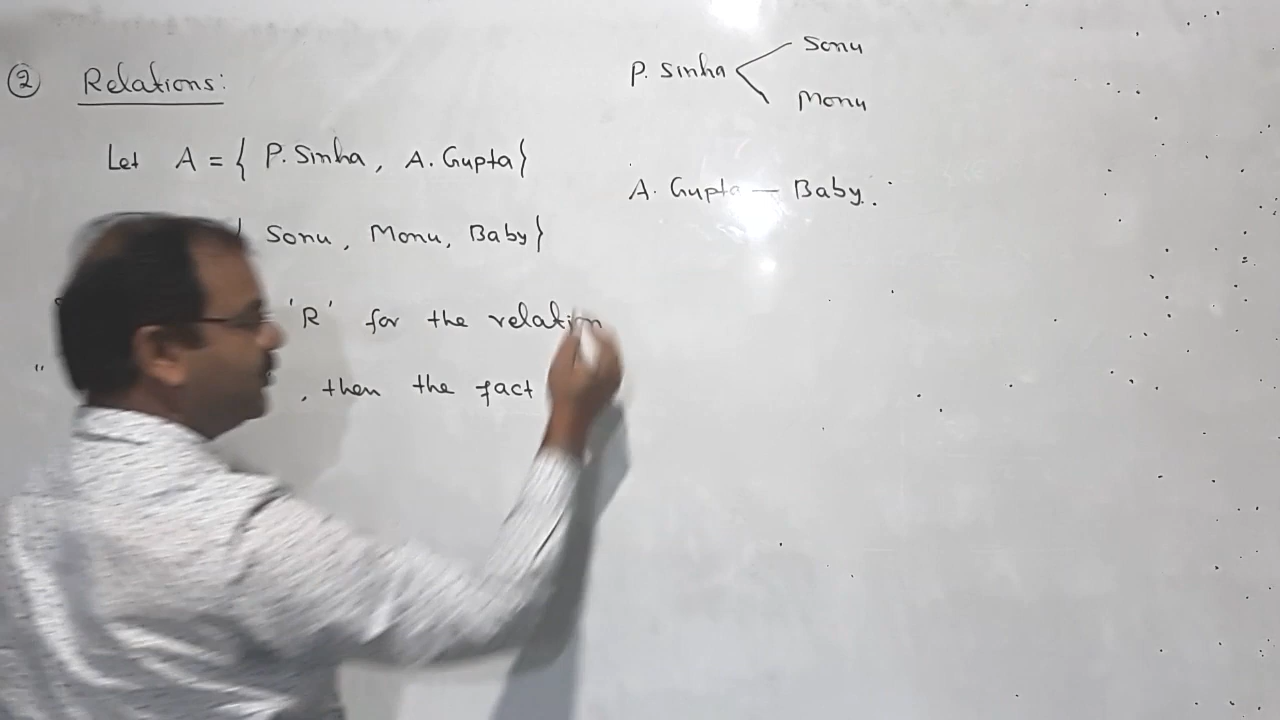 ② Relations:
Let A = { P. Sinha, A. Gupta}
{ Sonu, Monu, Baby}
'R' for the relation
"
, then the fact
P. Sinha < Sonu
Monu
A. Gupta — Baby.